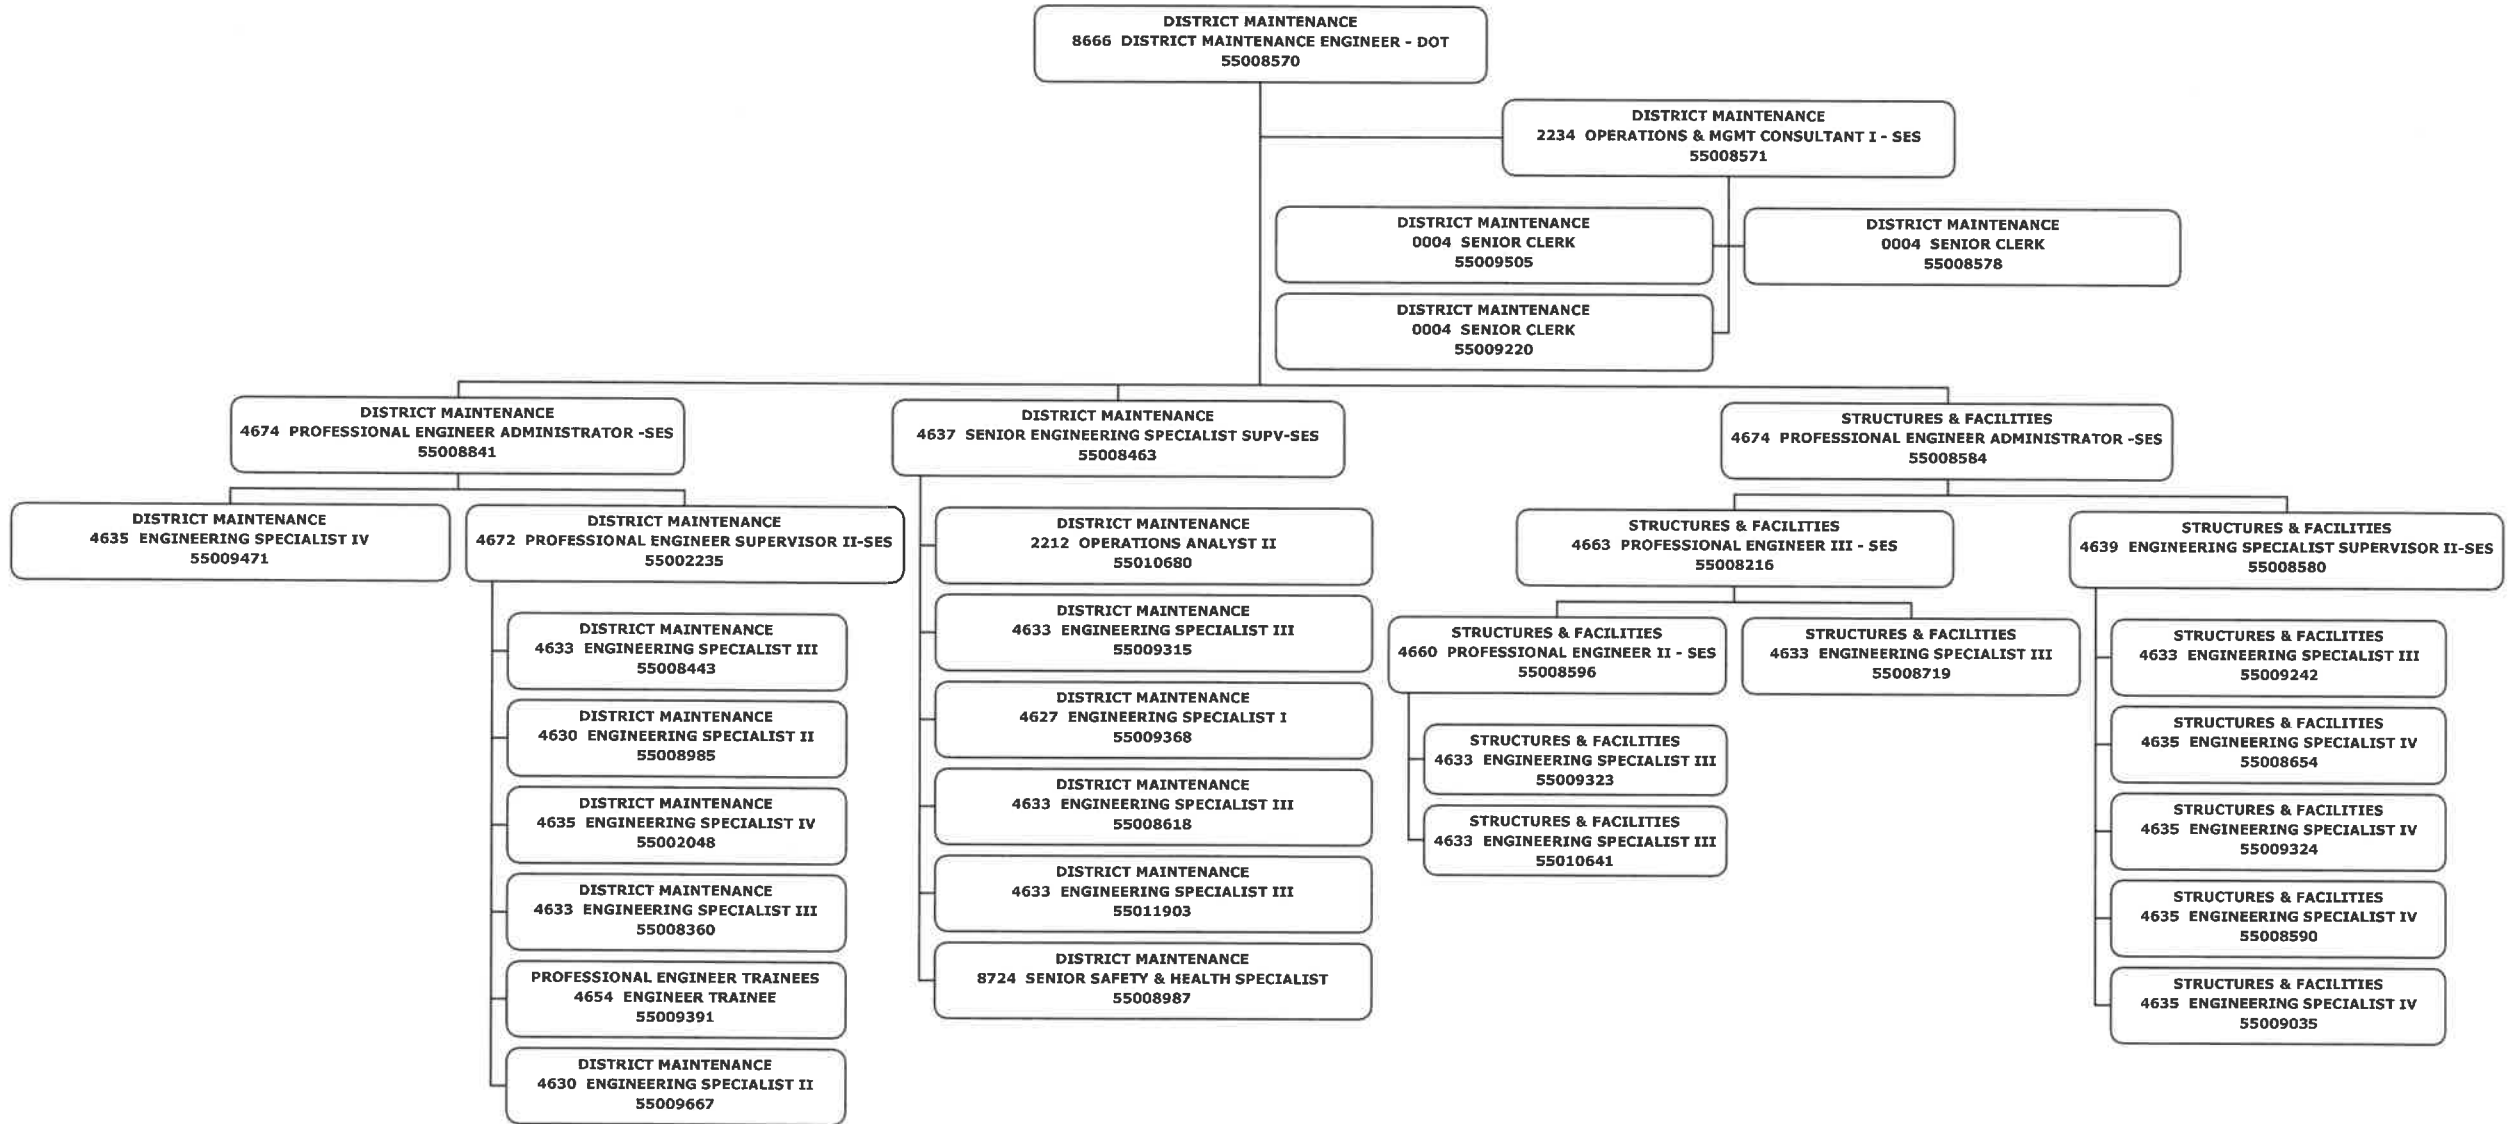 DISTRICT MAINTENANCE
8666 DISTRICT MAINTENANCE ENGINEER - DOT
55008570
DISTRICT MAINTENANCE
2234 OPERATIONS & MGMT CONSULTANT I - SES
55008571
DISTRICT MAINTENANCE
0004 SENIOR CLERK
55009505
DISTRICT MAINTENANCE
0004 SENIOR CLERK
55008578
DISTRICT MAINTENANCE
0004 SENIOR CLERK
55009220
DISTRICT MAINTENANCE
4674 PROFESSIONAL ENGINEER ADMINISTRATOR -SES
55008841
DISTRICT MAINTENANCE
4635 ENGINEERING SPECIALIST IV
55009471
DISTRICT MAINTENANCE
4672 PROFESSIONAL ENGINEER SUPERVISOR II-SES
55002235
DISTRICT MAINTENANCE
4633 ENGINEERING SPECIALIST III
55008443
DISTRICT MAINTENANCE
4630 ENGINEERING SPECIALIST II
55008985
DISTRICT MAINTENANCE
4635 ENGINEERING SPECIALIST IV
55002048
DISTRICT MAINTENANCE
4633 ENGINEERING SPECIALIST III
55008360
PROFESSIONAL ENGINEER TRAINEES
4654 ENGINEER TRAINEE
55009391
DISTRICT MAINTENANCE
4630 ENGINEERING SPECIALIST II
55009667
DISTRICT MAINTENANCE
4637 SENIOR ENGINEERING SPECIALIST SUPV-SES
55008463
DISTRICT MAINTENANCE
2212 OPERATIONS ANALYST II
55010680
DISTRICT MAINTENANCE
4633 ENGINEERING SPECIALIST III
55009315
DISTRICT MAINTENANCE
4627 ENGINEERING SPECIALIST I
55009368
DISTRICT MAINTENANCE
4633 ENGINEERING SPECIALIST III
55008618
DISTRICT MAINTENANCE
4633 ENGINEERING SPECIALIST III
55011903
DISTRICT MAINTENANCE
8724 SENIOR SAFETY & HEALTH SPECIALIST
55008987
STRUCTURES & FACILITIES
4674 PROFESSIONAL ENGINEER ADMINISTRATOR -SES
55008584
STRUCTURES & FACILITIES
4663 PROFESSIONAL ENGINEER III - SES
55008216
STRUCTURES & FACILITIES
4660 PROFESSIONAL ENGINEER II - SES
55008596
STRUCTURES & FACILITIES
4633 ENGINEERING SPECIALIST III
55009323
STRUCTURES & FACILITIES
4633 ENGINEERING SPECIALIST III
55010641
STRUCTURES & FACILITIES
4633 ENGINEERING SPECIALIST III
55008719
STRUCTURES & FACILITIES
4639 ENGINEERING SPECIALIST SUPERVISOR II-SES
55008580
STRUCTURES & FACILITIES
4633 ENGINEERING SPECIALIST III
55009242
STRUCTURES & FACILITIES
4635 ENGINEERING SPECIALIST IV
55008654
STRUCTURES & FACILITIES
4635 ENGINEERING SPECIALIST IV
55009324
STRUCTURES & FACILITIES
4635 ENGINEERING SPECIALIST IV
55008590
STRUCTURES & FACILITIES
4635 ENGINEERING SPECIALIST IV
55009035